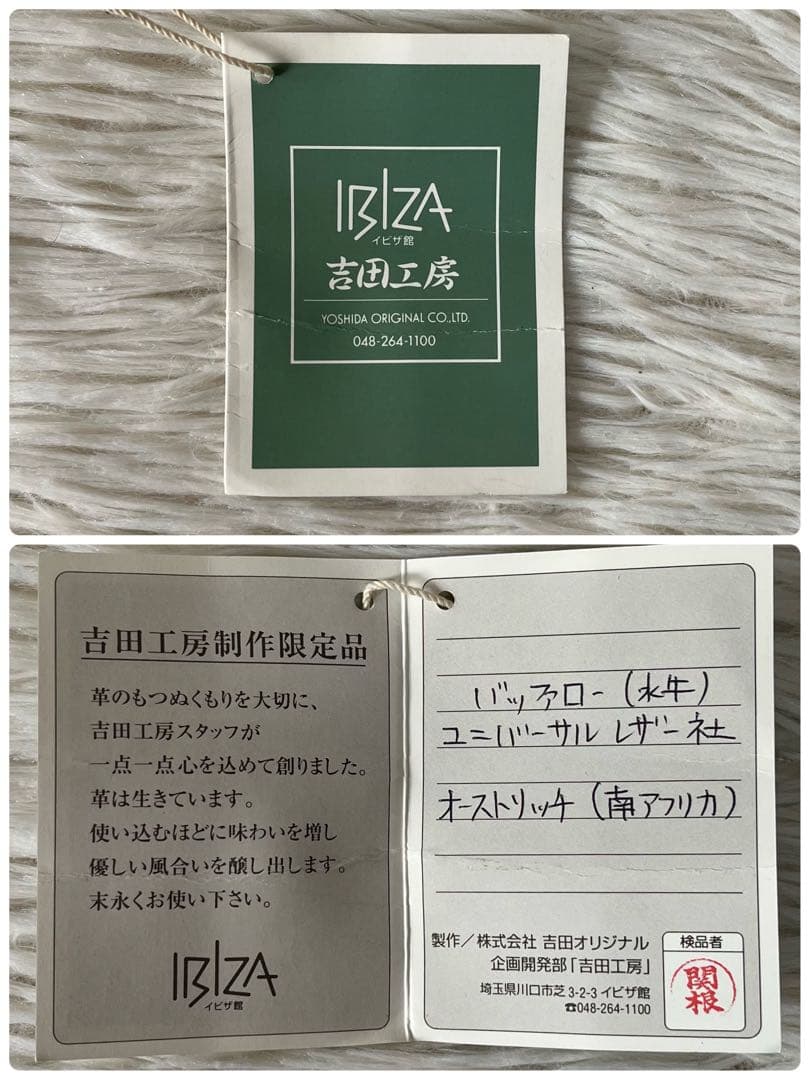 IBIZA
イビザ館
吉田工房
YOSHIDA ORIGINAL CO.,LTD.
048-264-1100
吉田工房制作限定品
革のもつぬくもりを大切に、
吉田工房スタッフが
一点一点心を込めて創りました。
革は生きています。
使い込むほどに味わいを増し
優しい風合いを醸し出します。
末永くお使い下さい。
IBIZA
イビザ館
バッファロー(水牛)
ユニバーサル レザー社
オーストリッチ(南アフリカ)
製作/株式会社 吉田オリジナル
企画開発部「吉田工房」
埼玉県川口市芝3-2-3 イビザ館
☎048-264-1100
検品者
関根